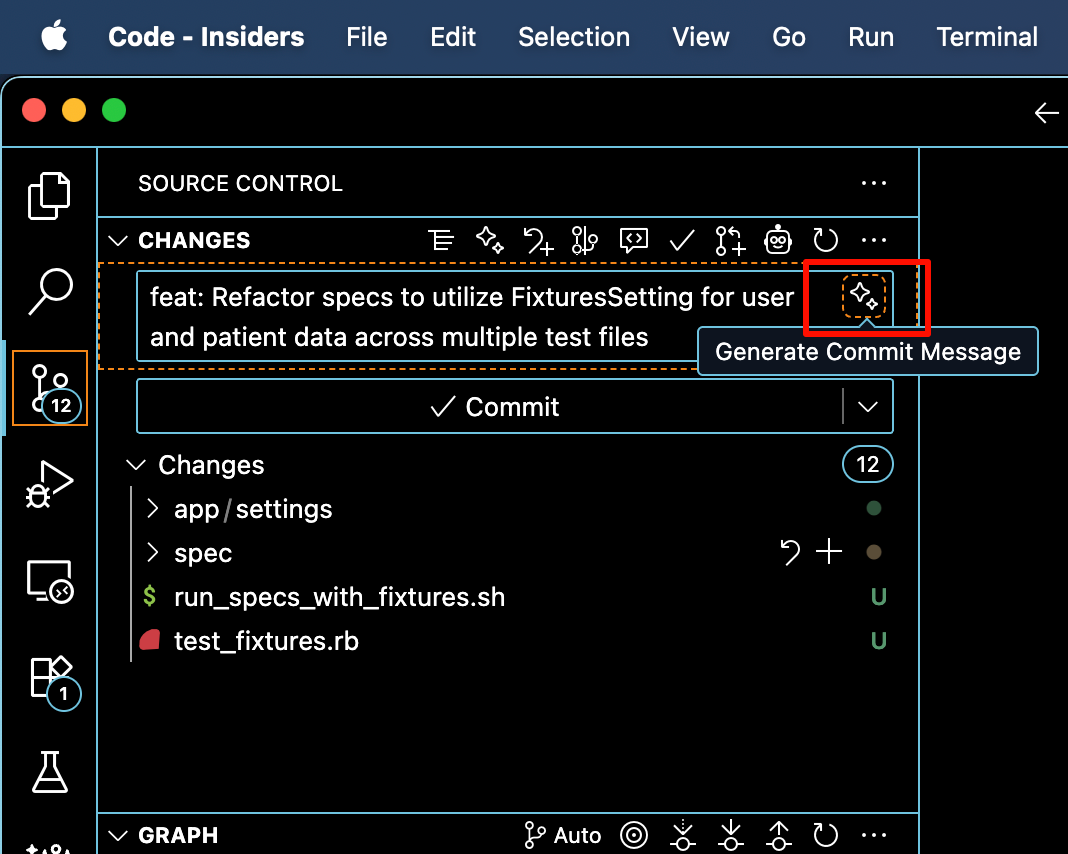 Code - Insiders File Edit Selection View Go Run Terminal
SOURCE CONTROL
CHANGES
feat: Refactor specs to utilize FixturesSetting for user
and patient data across multiple test files
Generate Commit Message
12
Commit
Changes 12
app/settings
spec
$ run_specs_with_fixtures.sh U
test_fixtures.rb U
1
GRAPH Auto